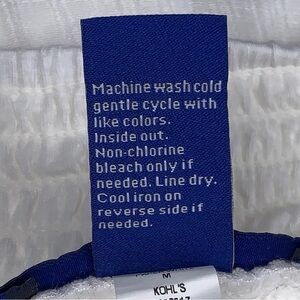 Machine wash cold
gentle cycle with
like colors.
Inside out.
Non-chlorine
bleach only if
needed. Line dry.
Cool iron on
reverse side if
needed.
M
KOHL'S